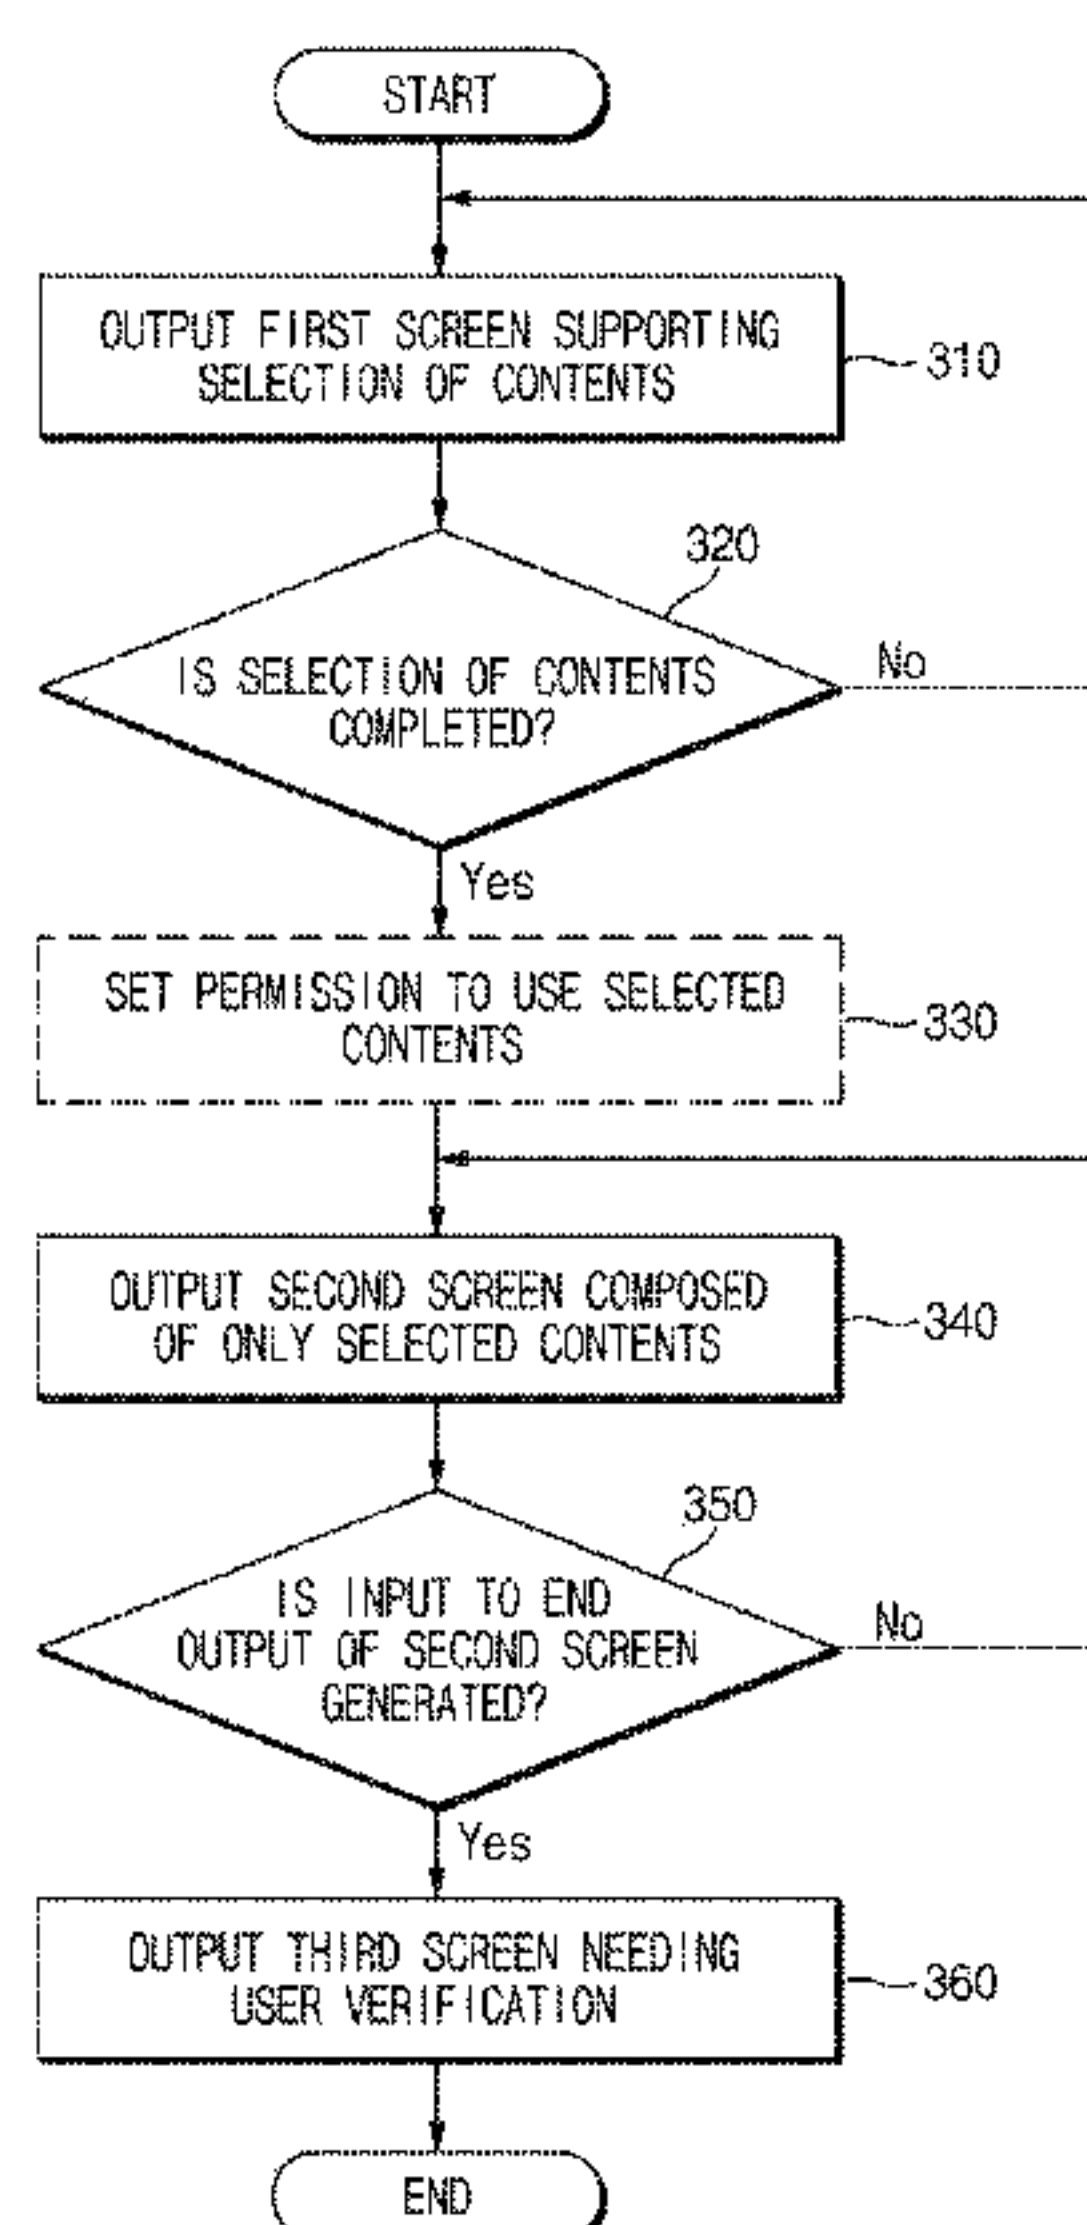 START
OUTPUT FIRST SCREEN SUPPORTING
SELECTION OF CONTENTS
310
320
IS SELECTION OF CONTENTS
COMPLETED?
No
Yes
SET PERMISSION TO USE SELECTED
CONTENTS
330
OUTPUT SECOND SCREEN COMPOSED
OF ONLY SELECTED CONTENTS
340
350
IS INPUT TO END
OUTPUT OF SECOND SCREEN
GENERATED?
No
Yes
OUTPUT THIRD SCREEN NEEDING
USER VERIFICATION
360
END